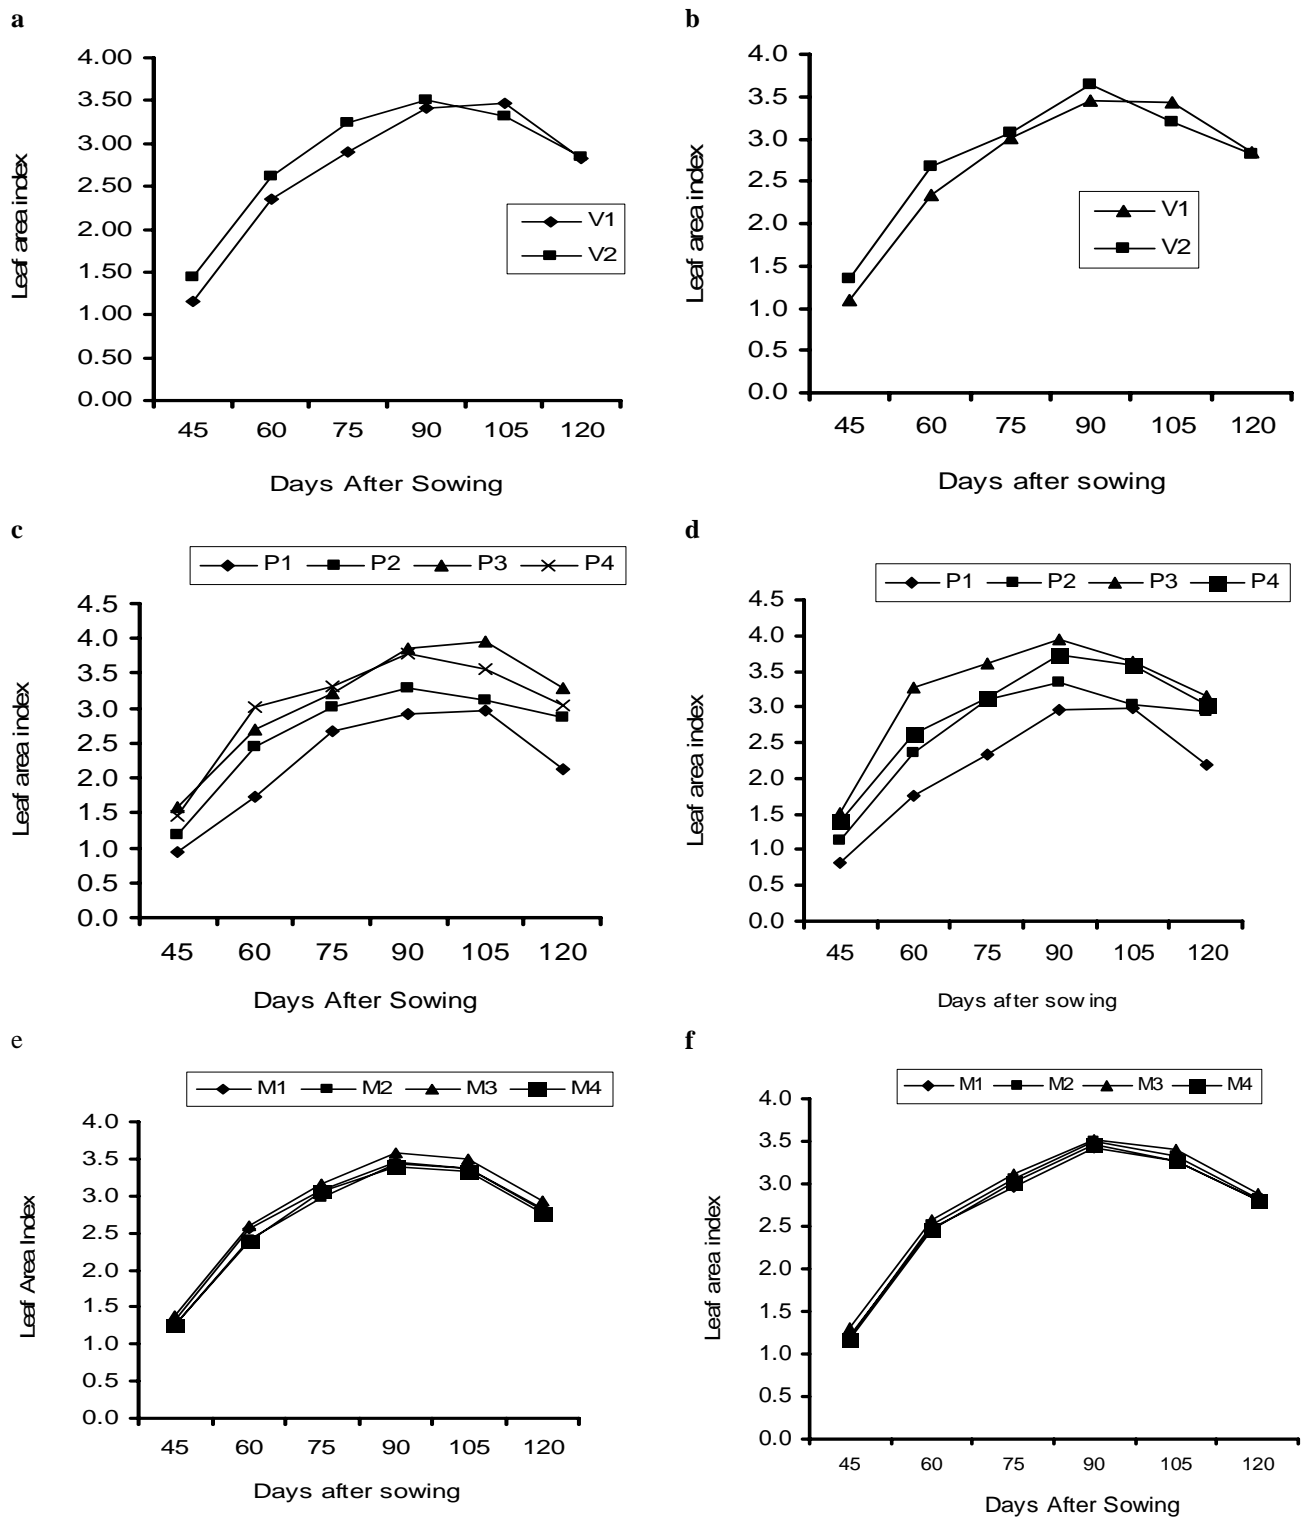 a
4.00
3.50
3.00
2.50
2.00
1.50
1.00
0.50
0.00
Leaf area index
V1
V2
45 60 75 90 105 120
Days After Sowing
b
4.0
3.5
3.0
2.5
2.0
1.5
1.0
0.5
0.0
Leaf area index
V1
V2
45 60 75 90 105 120
Days after sowing
c
P1 P2 P3 P4
4.5
4.0
3.5
3.0
2.5
2.0
1.5
1.0
0.5
0.0
Leaf area index
45 60 75 90 105 120
Days After Sowing
d
P1 P2 P3 P4
4.5
4.0
3.5
3.0
2.5
2.0
1.5
1.0
0.5
0.0
Leaf area index
45 60 75 90 105 120
Days after sowing
e
M1 M2 M3 M4
4.0
3.5
3.0
2.5
2.0
1.5
1.0
0.5
0.0
Leaf Area Index
45 60 75 90 105 120
Days after sowing
f
M1 M2 M3 M4
4.0
3.5
3.0
2.5
2.0
1.5
1.0
0.5
0.0
Leaf area index
45 60 75 90 105 120
Days After Sowing